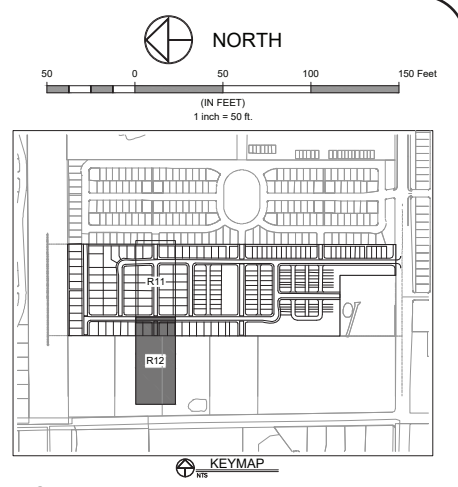 NORTH
50 0 50 100 150 Feet
(IN FEET)
1 inch = 50 ft.
R11
R12
KEYMAP
NTS